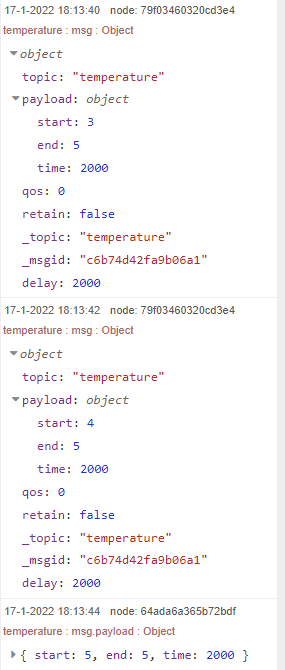 17-1-2022 18:13:40 node: 79f03460320cd3e4
temperature : msg : Object
object
topic: "temperature"
payload: object
start: 3
end: 5
time: 2000
qos: 0
retain: false
_topic: "temperature"
_msgid: "c6b74d42fa9b06a1"
delay: 2000
17-1-2022 18:13:42 node: 79f03460320cd3e4
temperature : msg : Object
object
topic: "temperature"
payload: object
start: 4
end: 5
time: 2000
qos: 0
retain: false
_topic: "temperature"
_msgid: "c6b74d42fa9b06a1"
delay: 2000
17-1-2022 18:13:44 node: 64ada6a365b72bdf
temperature : msg.payload : Object
{ start: 5, end: 5, time: 2000 }